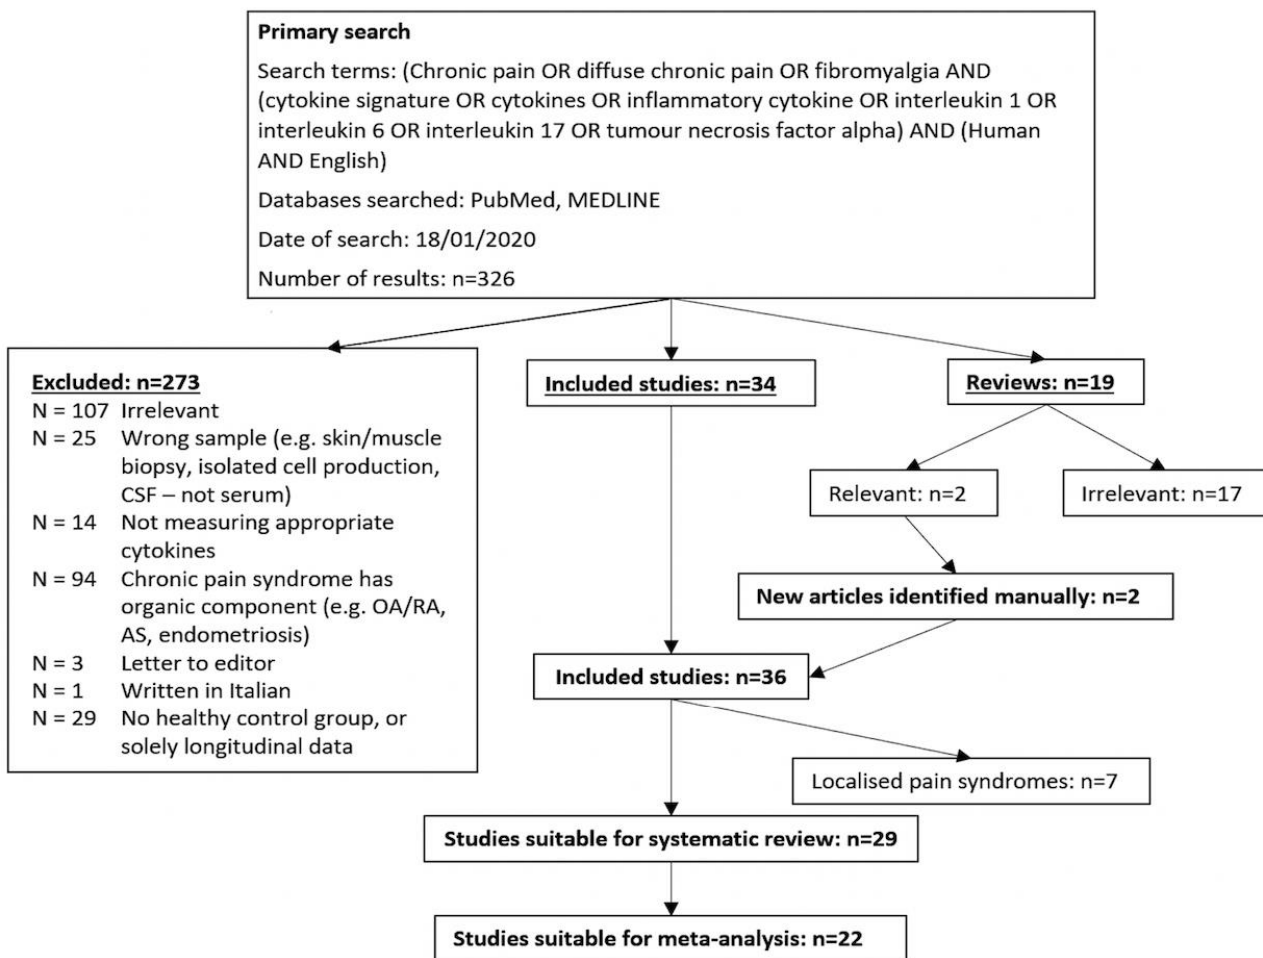 Primary search
Search terms: (Chronic pain OR diffuse chronic pain OR fibromyalgia AND
(cytokine signature OR cytokines OR inflammatory cytokine OR interleukin 1 OR
interleukin 6 OR interleukin 17 OR tumour necrosis factor alpha) AND (Human
AND English)
Databases searched: PubMed, MEDLINE
Date of search: 18/01/2020
Number of results: n=326
Excluded: n=273
N = 107 Irrelevant
N = 25 Wrong sample (e.g. skin/muscle
biopsy, isolated cell production,
CSF – not serum)
N = 14 Not measuring appropriate
cytokines
N = 94 Chronic pain syndrome has
organic component (e.g. OA/RA,
AS, endometriosis)
N = 3 Letter to editor
N = 1 Written in Italian
N = 29 No healthy control group, or
solely longitudinal data
Included studies: n=34
Reviews: n=19
Relevant: n=2
Irrelevant: n=17
New articles identified manually: n=2
Included studies: n=36
Localised pain syndromes: n=7
Studies suitable for systematic review: n=29
Studies suitable for meta-analysis: n=22